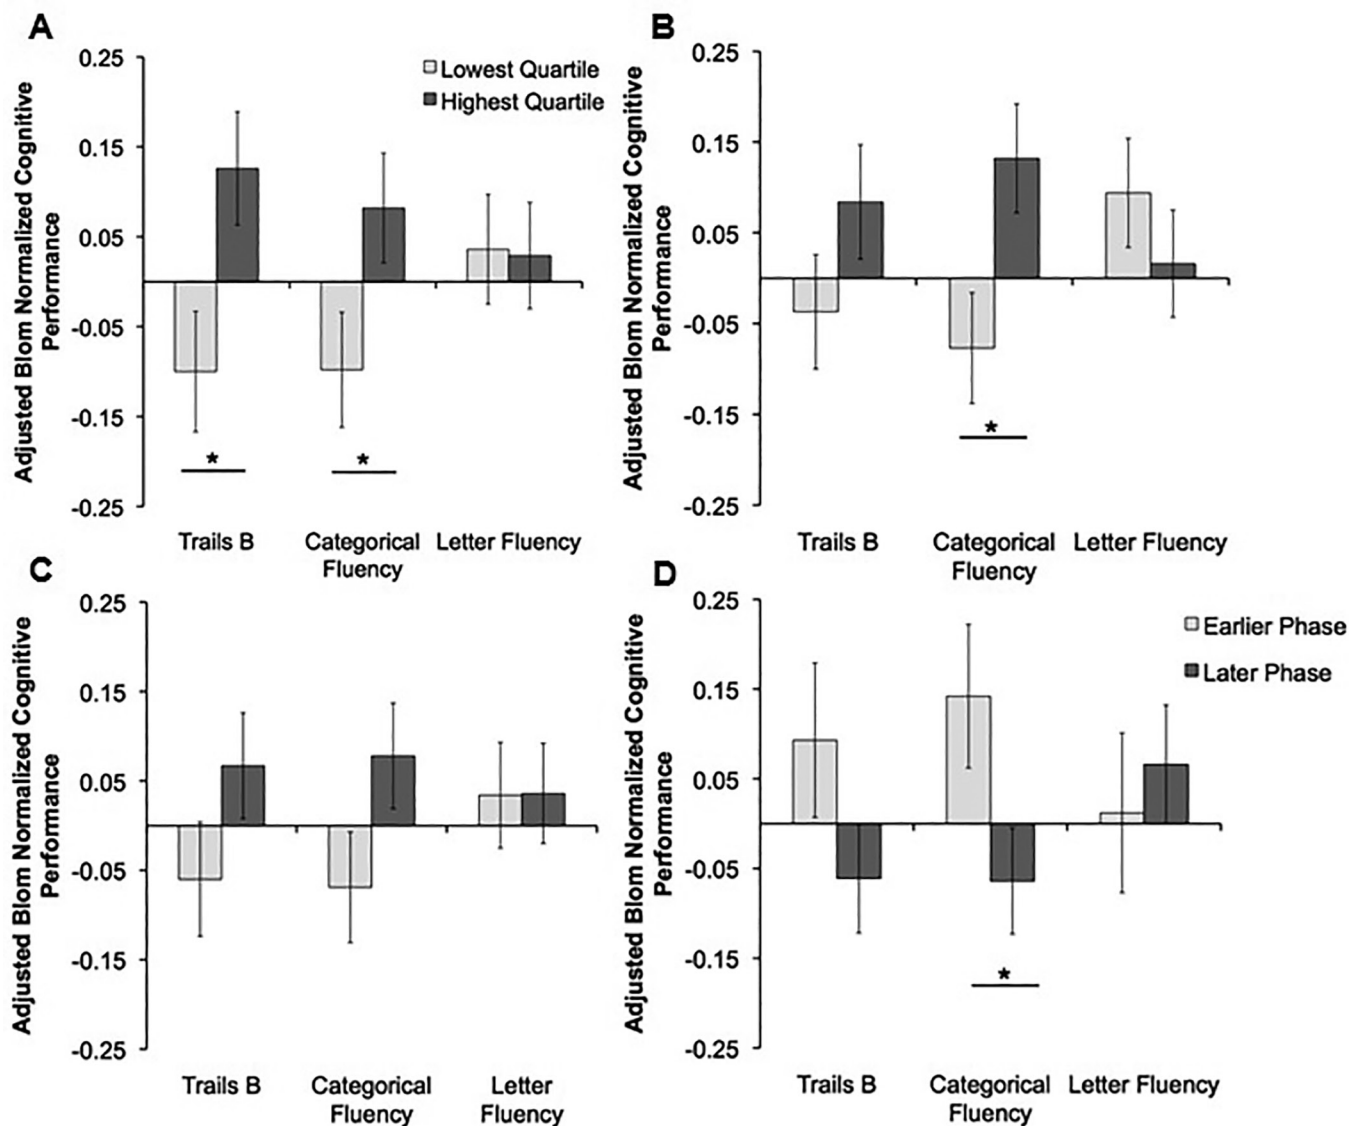 A
Adjusted Blom Normalized Cognitive
Performance
0.25
0.15
0.05
-0.05
-0.15
-0.25
Lowest Quartile
Highest Quartile
*
*
Trails B
Categorical
Fluency
Letter Fluency
B
Adjusted Blom Normalized Cognitive
Performance
0.25
0.15
0.05
-0.05
-0.15
-0.25
*
Trails B
Categorical
Fluency
Letter Fluency
C
Adjusted Blom Normalized Cognitive
Performance
0.25
0.15
0.05
-0.05
-0.15
-0.25
Trails B
Categorical
Fluency
Letter
Fluency
D
Adjusted Blom Normalized Cognitive
Performance
0.25
0.15
0.05
-0.05
-0.15
-0.25
Earlier Phase
Later Phase
*
Trails B
Categorical
Fluency
Letter Fluency